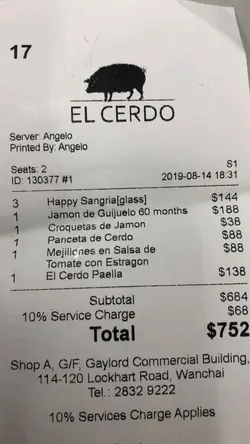 17
EL CERDO
Server: Angelo
Printed By: Angelo
Seats: 2 S1
ID: 130377 #1 2019-08-14 18:31
3 Happy Sangria[glass] $144
1 Jamon de Guijuelo 60 months $188
1 Croquetas de Jamon $38
1 Panceta de Cerdo $88
1 Mejillones en Salsa de $88
Tomate con Estragon
1 El Cerdo Paella $138
Subtotal $684
10% Service Charge $68
Total $752
Shop A, G/F, Gaylord Commercial Building,
114-120 Lockhart Road, Wanchai
Tel.: 2832 9222
10% Services Charge Applies